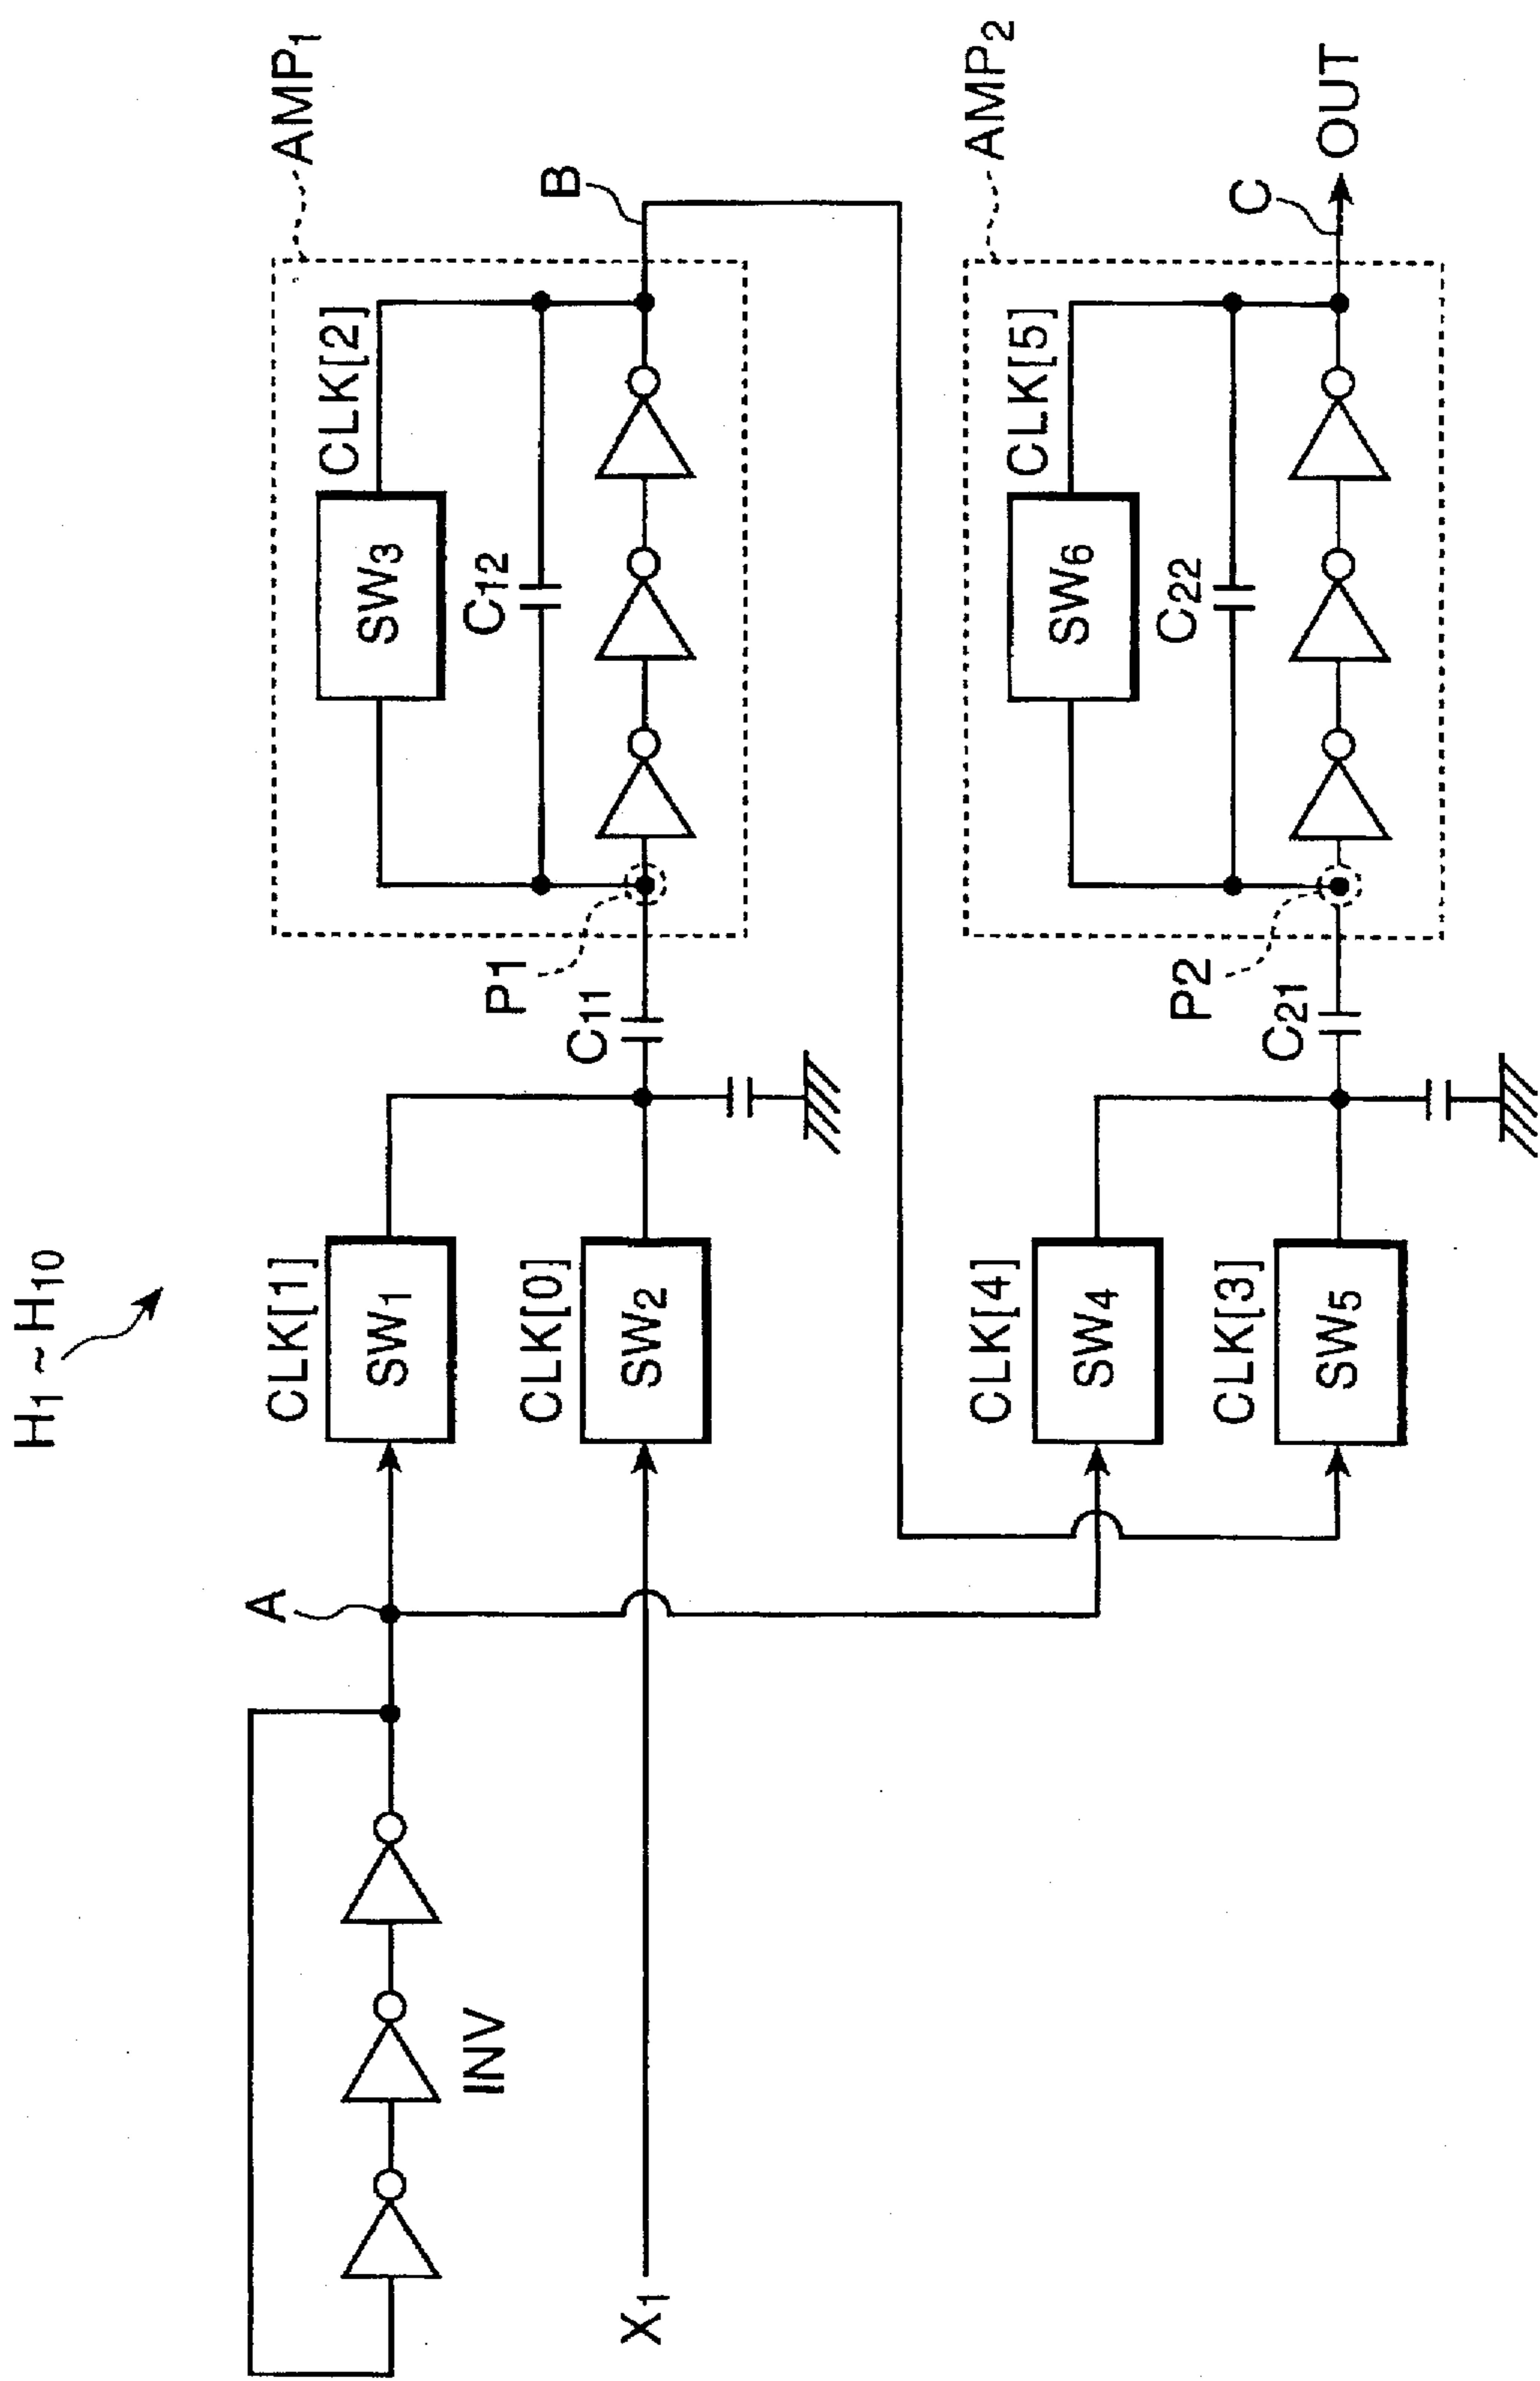 H1 ~ H10
AMP1
CLK[2]
SW3
C12
B
P1
C11
CLK[1]
SW1
CLK[0]
SW2
A
INV
X1
AMP2
CLK[5]
SW6
C22
C
OUT
P2
C21
CLK[4]
SW4
CLK[3]
SW5